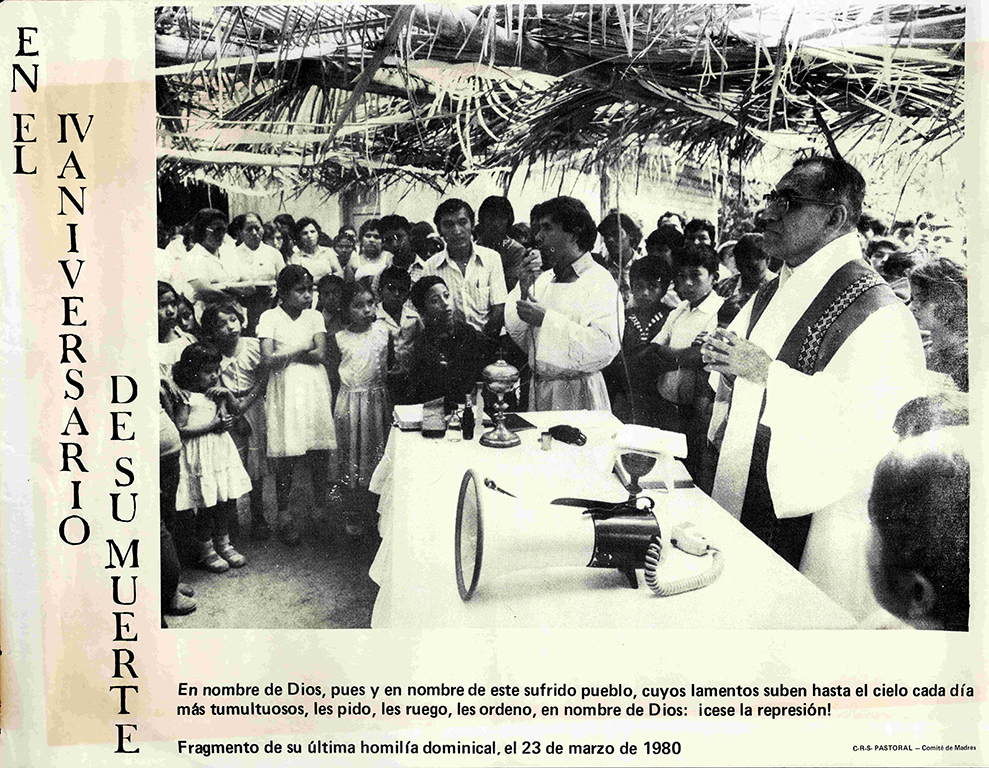 EN EL
IV ANIVERSARIO
DE SU MUERTE
En nombre de Dios, pues y en nombre de este sufrido pueblo, cuyos lamentos suben hasta el cielo cada día
más tumultuosos, les pido, les ruego, les ordeno, en nombre de Dios: ¡cese la represión!
Fragmento de su última homilía dominical, el 23 de marzo de 1980
C-R-S- PASTORAL — Comité de Madres